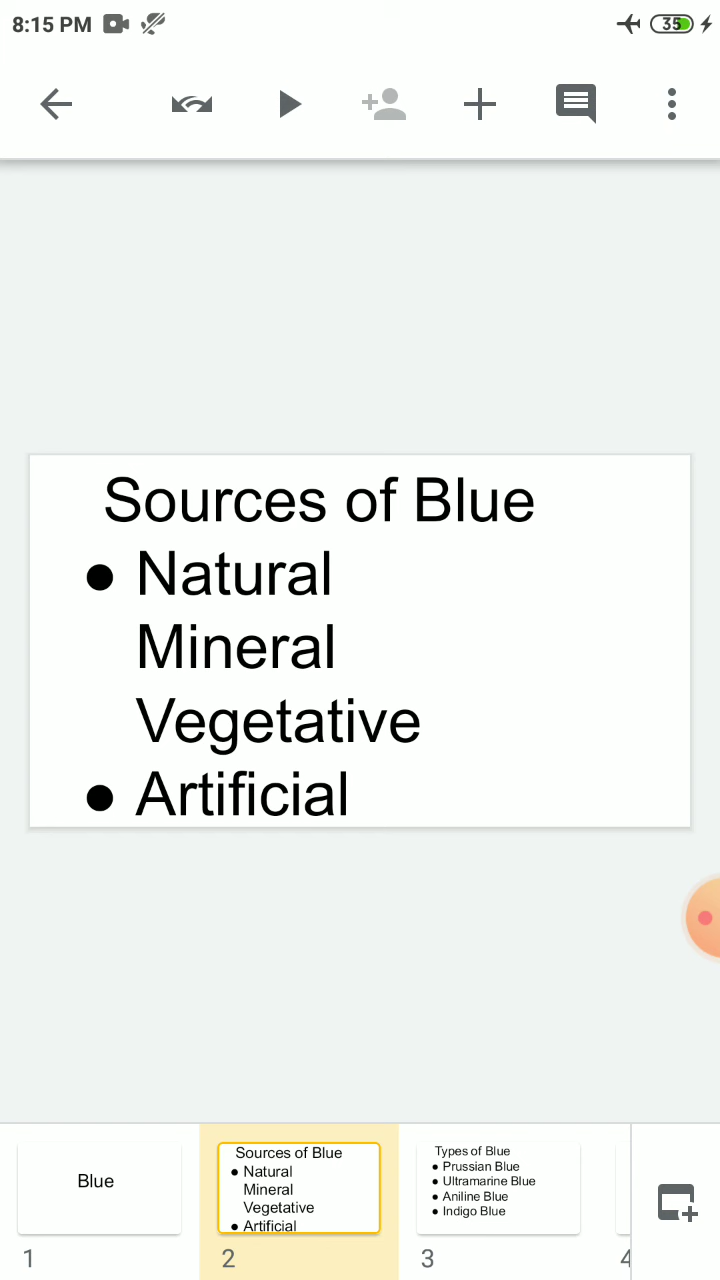 8:15 PM 35
Sources of Blue
● Natural
Mineral
Vegetative
● Artificial
Blue
1
Sources of Blue
● Natural
Mineral
Vegetative
● Artificial
2
Types of Blue
● Prussian Blue
● Ultramarine Blue
● Aniline Blue
● Indigo Blue
3
4